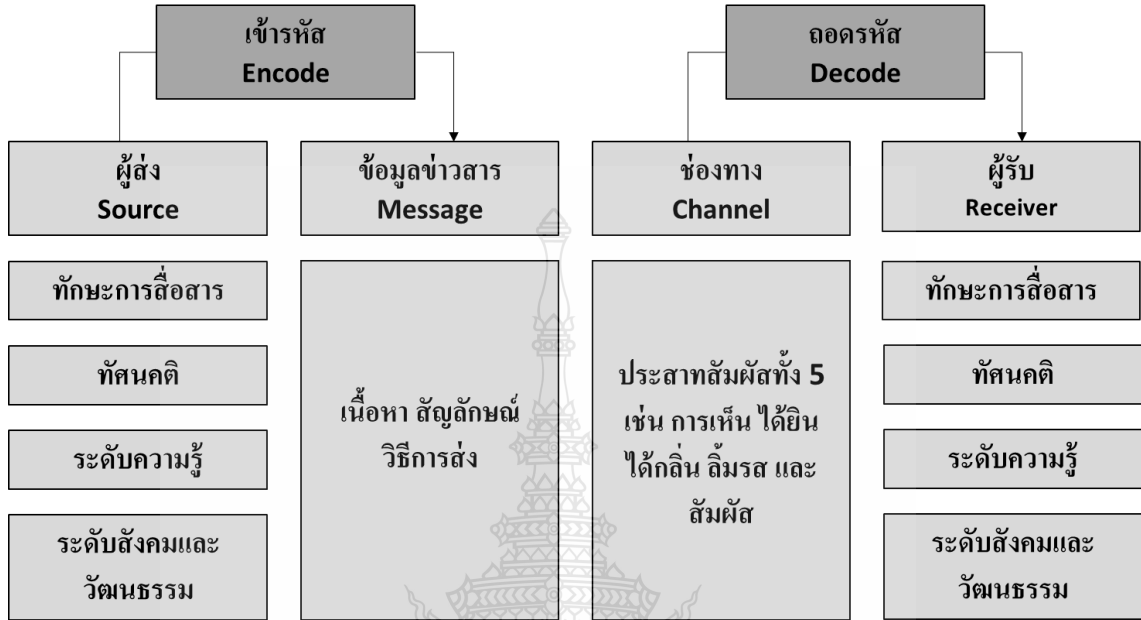 เข้ารหัส
Encode
ถอดรหัส
Decode
ผู้ส่ง
Source
ข้อมูลข่าวสาร
Message
ช่องทาง
Channel
ผู้รับ
Receiver
ทักษะการสื่อสาร
ทัศนคติ
ระดับความรู้
ระดับสังคมและ
วัฒนธรรม
เนื้อหา สัญลักษณ์
วิธีการส่ง
ประสาทสัมผัสทั้ง 5
เช่น การเห็น ได้ยิน
ได้กลิ่น ลิ้มรส และ
สัมผัส
ทักษะการสื่อสาร
ทัศนคติ
ระดับความรู้
ระดับสังคมและ
วัฒนธรรม